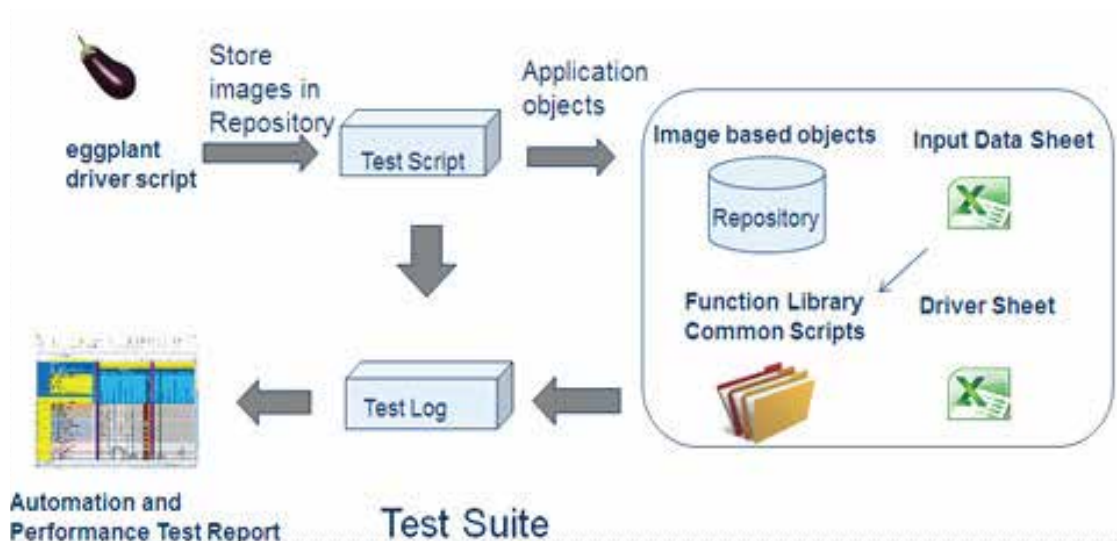 Store
images in
Repository
eggplant
driver script
Test Script
Application
objects
Image based objects
Repository
Input Data Sheet
Function Library
Common Scripts
Driver Sheet
Test Log
Automation and
Performance Test Report
Test Suite